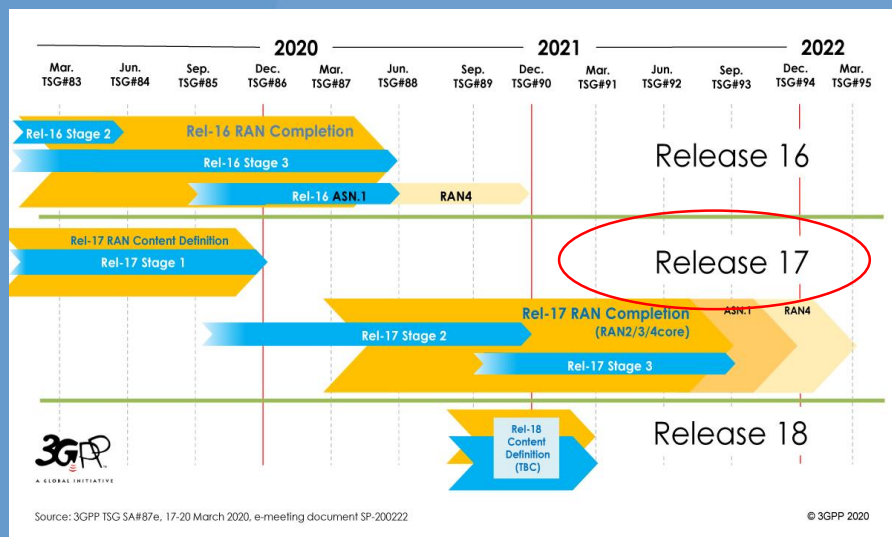 2020 2021 2022
Mar. Jun. Sep. Dec. Mar. Jun. Sep. Dec. Mar. Jun. Sep. Dec. Mar.
TSG#83 TSG#84 TSG#85 TSG#86 TSG#87 TSG#88 TSG#89 TSG#90 TSG#91 TSG#92 TSG#93 TSG#94 TSG#95
Rel-16 Stage 2
Rel-16 RAN Completion
Rel-16 Stage 3
Rel-16 ASN.1
RAN4
Release 16
Rel-17 RAN Content Definition
Rel-17 Stage 1
Release 17
Rel-17 RAN Completion
(RAN2/3/4core)
ASN.1
RAN4
Rel-17 Stage 2
Rel-17 Stage 3
Rel-18
Content
Definition
(TBC)
Release 18
3GPP
A GLOBAL INITIATIVE
Source: 3GPP TSG SA#87e, 17-20 March 2020, e-meeting document SP-200222
© 3GPP 2020